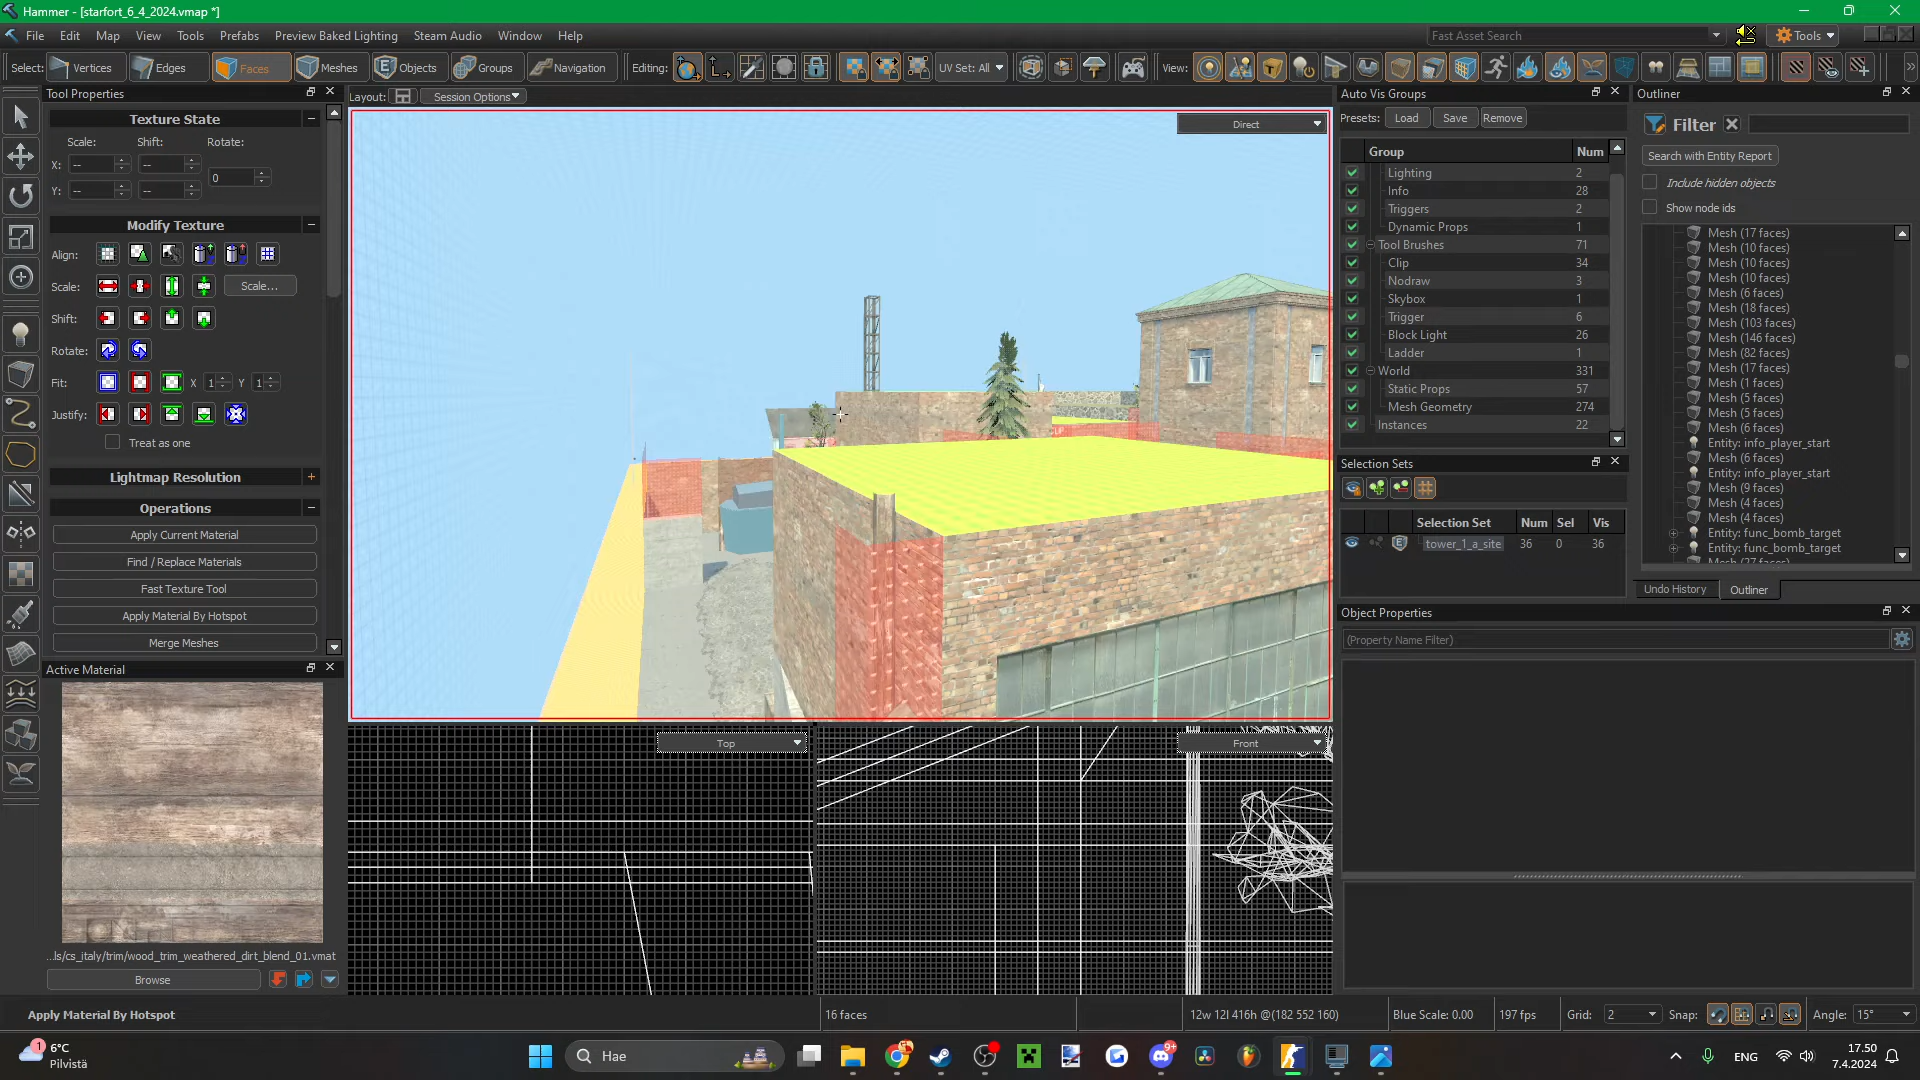 Hammer - [starfort_6_4_2024.vmap *]
File Edit Map View Tools Prefabs Preview Baked Lighting Steam Audio Window Help
Fast Asset Search
Tools
Select: Vertices Edges Faces Meshes Objects Groups Navigation Editing: UV Set: All View:
Tool Properties
Texture State
Scale: Shift: Rotate:
X: -- -- 0
Y: -- --
Modify Texture
Align:
Scale: Scale...
Shift:
Rotate:
Fit: X 1 Y 1
Justify:
Treat as one
Lightmap Resolution
Operations
Apply Current Material
Find / Replace Materials
Fast Texture Tool
Apply Material By Hotspot
Merge Meshes
Active Material
...ls/cs_italy/trim/wood_trim_weathered_dirt_blend_01.vmat
Browse
Layout: Session Options
Direct
Top
Front
Auto Vis Groups
Presets: Load Save Remove
Group Num
Lighting 2
Info 28
Triggers 2
Dynamic Props 1
Tool Brushes 71
Clip 34
Nodraw 3
Skybox 1
Trigger 6
Block Light 26
Ladder 1
World 331
Static Props 57
Mesh Geometry 274
Instances 22
Selection Sets
Selection Set Num Sel Vis
tower_1_a_site 36 0 36
Outliner
Filter
Search with Entity Report
Include hidden objects
Show node ids
Mesh (17 faces)
Mesh (10 faces)
Mesh (10 faces)
Mesh (10 faces)
Mesh (6 faces)
Mesh (18 faces)
Mesh (103 faces)
Mesh (146 faces)
Mesh (82 faces)
Mesh (17 faces)
Mesh (1 faces)
Mesh (5 faces)
Mesh (5 faces)
Mesh (6 faces)
Entity: info_player_start
Mesh (6 faces)
Entity: info_player_start
Mesh (9 faces)
Mesh (4 faces)
Mesh (4 faces)
Entity: func_bomb_target
Entity: func_bomb_target
Mesh (27 faces)
Undo History Outliner
Object Properties
(Property Name Filter)
Apply Material By Hotspot
16 faces
12w 12l 416h @(182 552 160)
Blue Scale: 0.00
197 fps
Grid: 2
Snap:
Angle: 15°
1
6°C
Pilvistä
Hae
9+
ENG
17.50
7.4.2024